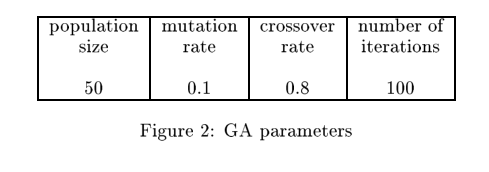 population mutation crossover number of
size rate rate iterations
50 0.1 0.8 100
Figure 2: GA parameters